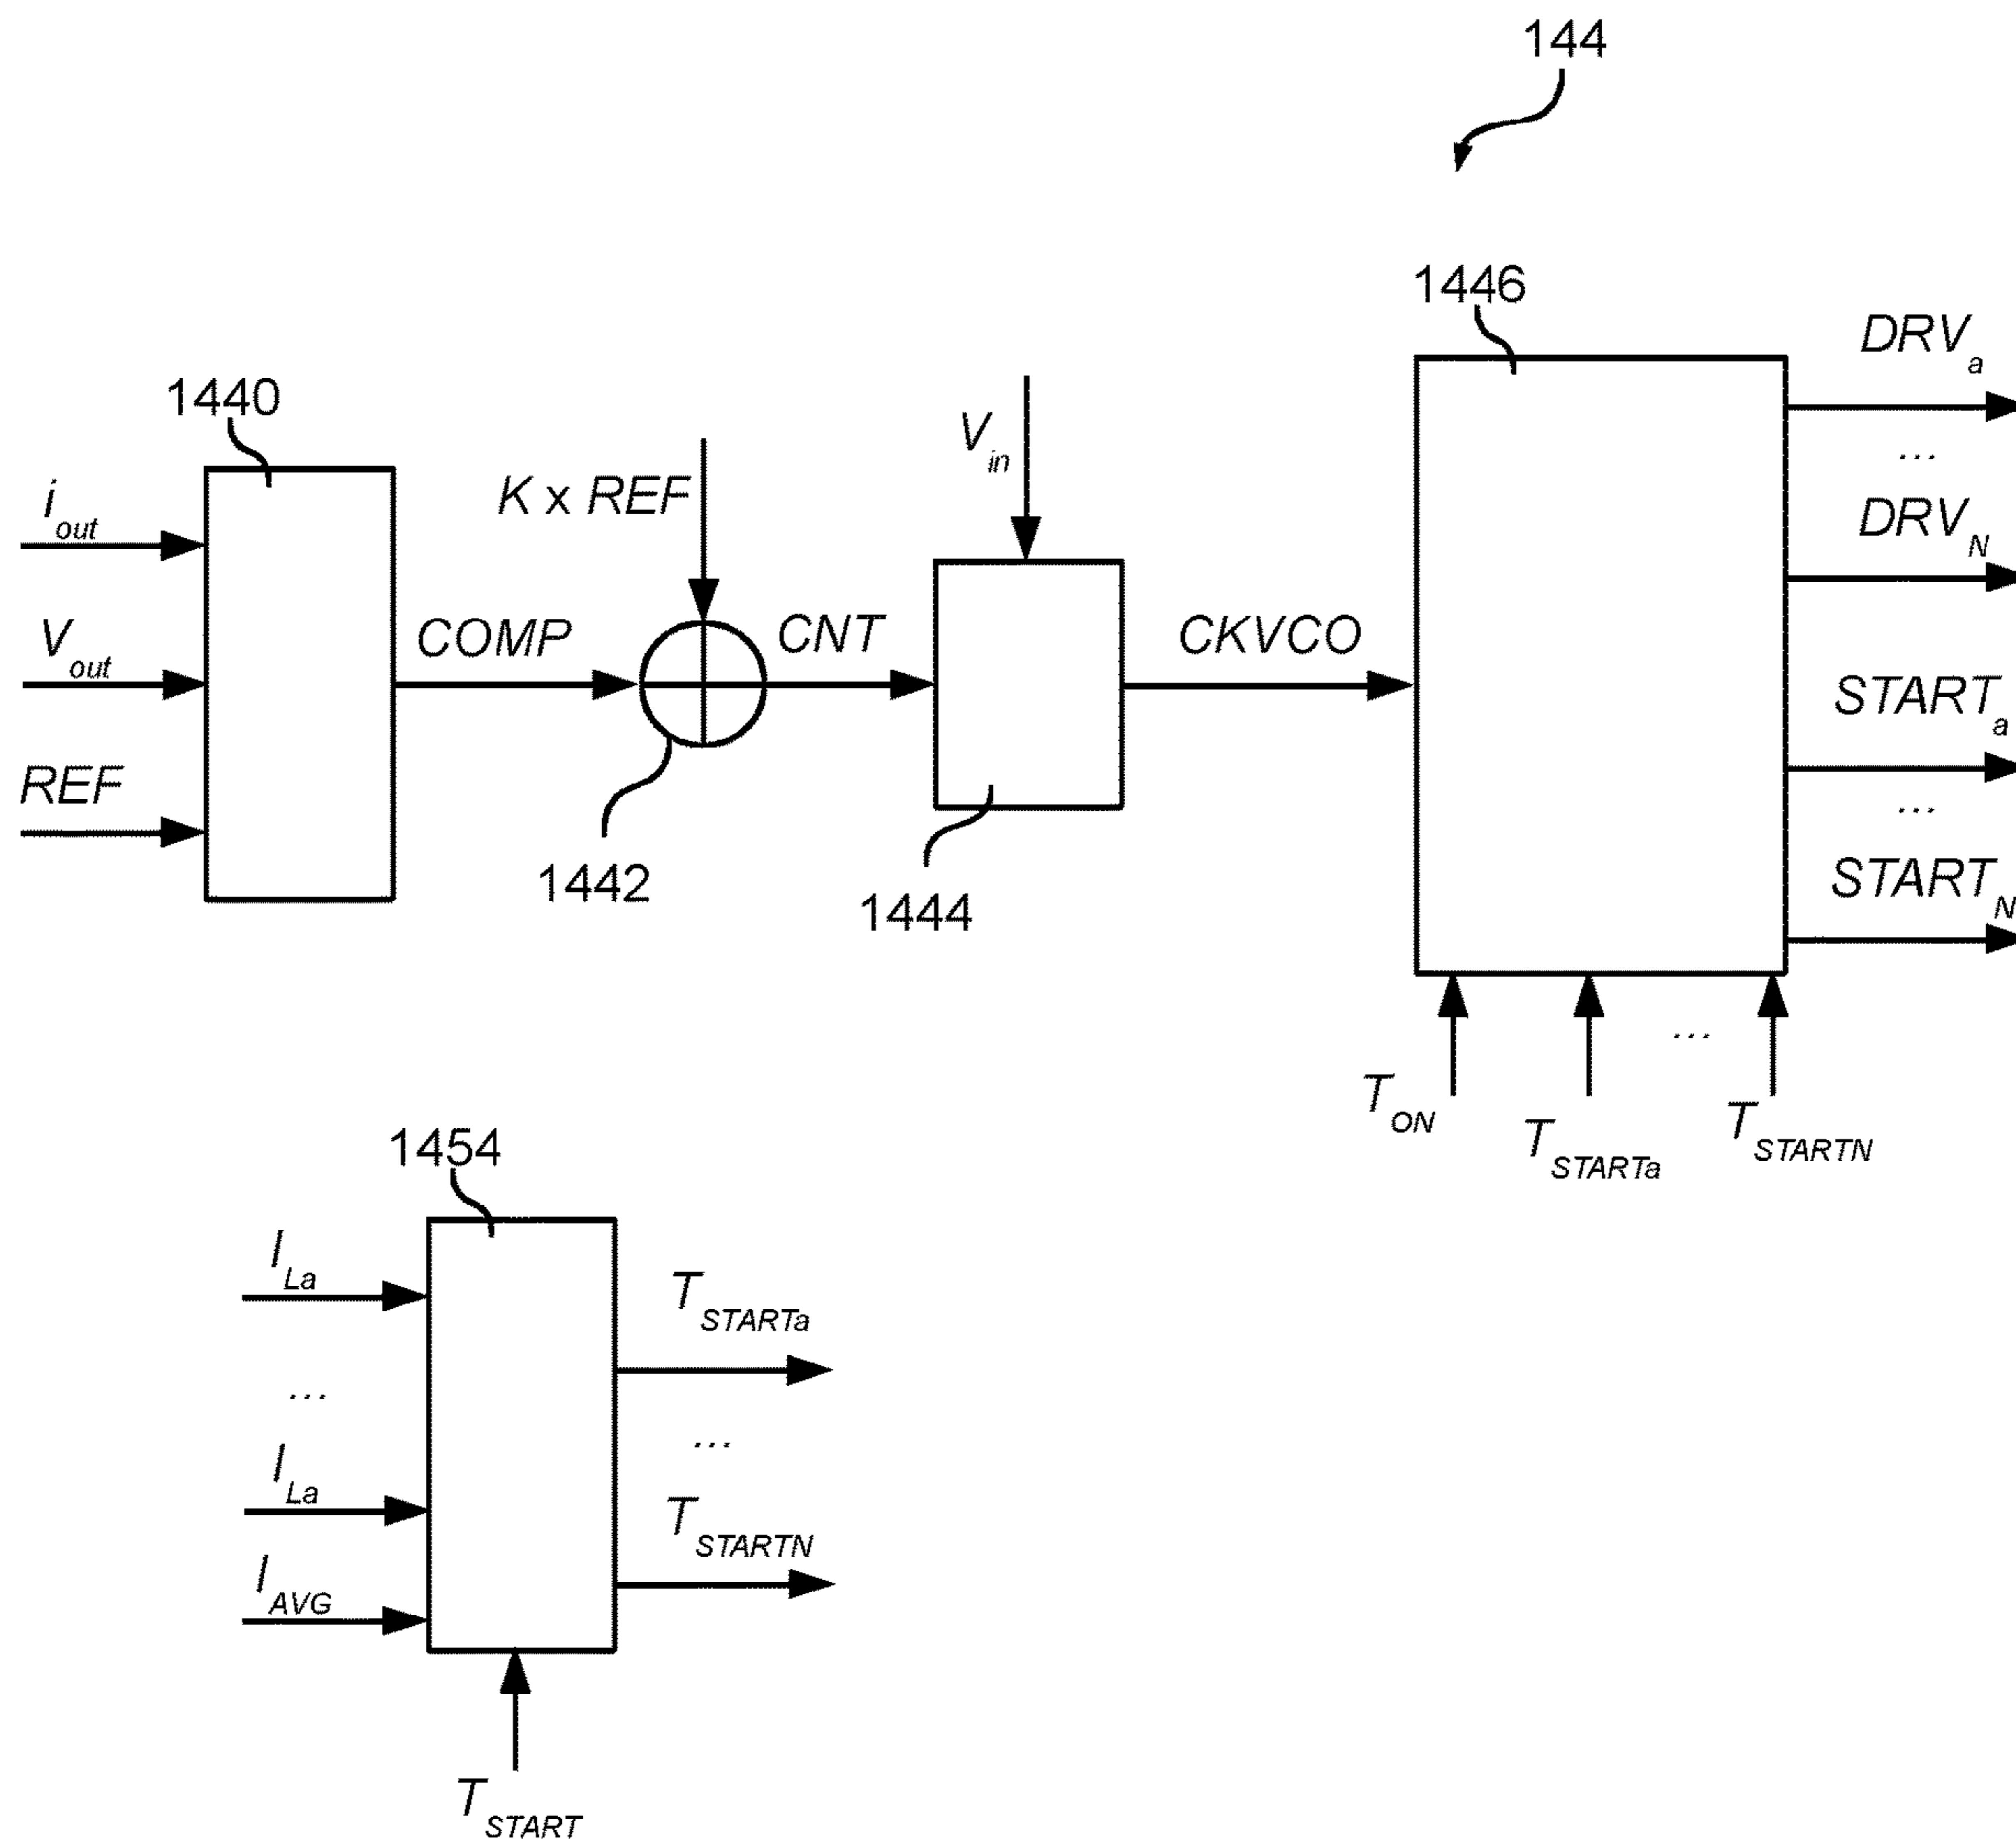 144
1446
DRVa
...
DRVN
STARTa
...
STARTN
1440
iout
Vout
REF
COMP
K x REF
1442
CNT
Vin
1444
CKVCO
TON
TSTARTa
...
TSTARTN
1454
ILa
...
ILa
IAVG
TSTARTa
...
TSTARTN
TSTART